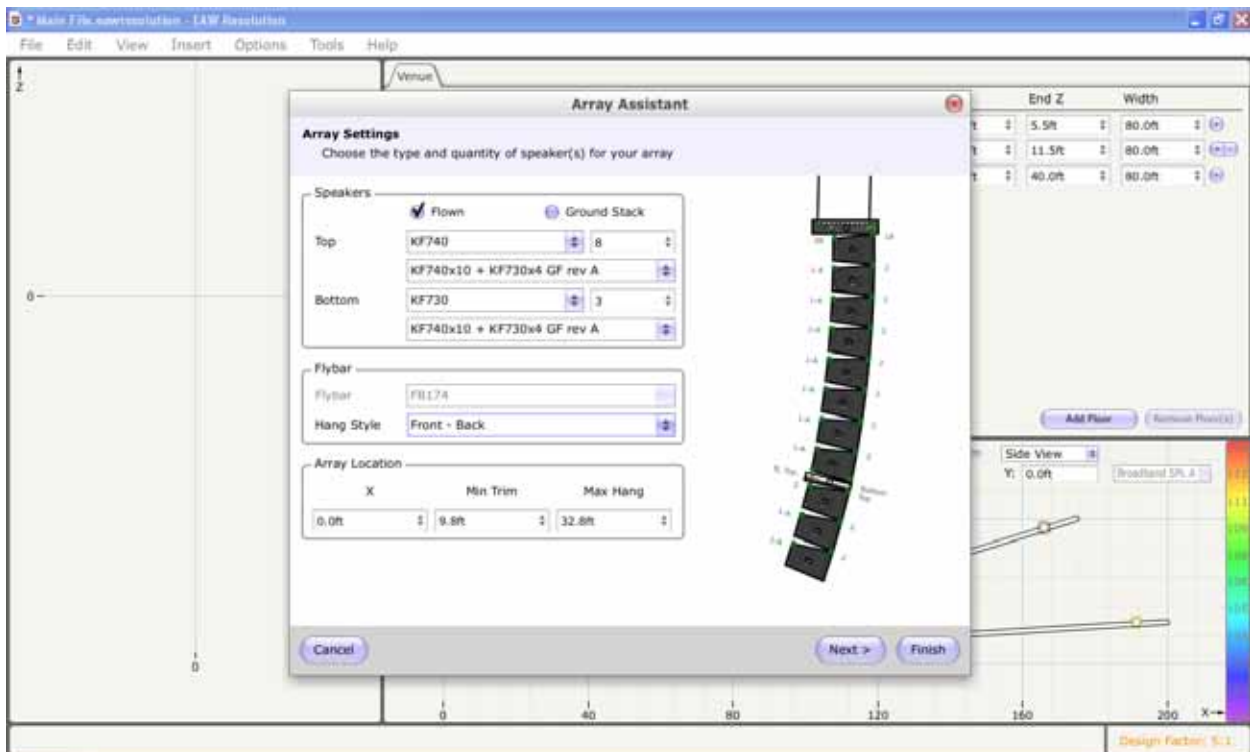 * Main File.eawresolution - EAW Resolution
File Edit View Insert Options Tools Help
Z
Venue
Array Assistant
End Z Width
Array Settings
5.5ft 80.0ft
Choose the type and quantity of speaker(s) for your array
11.5ft 80.0ft
40.0ft 80.0ft
Speakers
Flown Ground Stack
Top KF740 8
KF740x10 + KF730x4 GF rev A
0
Bottom KF730 3
KF740x10 + KF730x4 GF rev A
Flybar
Flybar FB174
Hang Style Front - Back
Add Floor Remove Floor(s)
Array Location
Side View
X Min Trim Max Hang
Y: 0.0ft Broadband SPL A
0.0ft 9.8ft 32.8ft
Cancel Next > Finish
0
0 40 80 120 160 200 X
Design Factor: 5:1